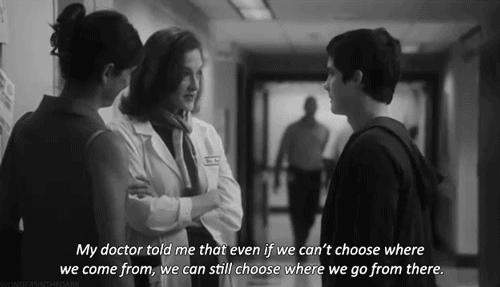 My doctor told me that even if we can't choose where
we come from, we can still choose where we go from there.